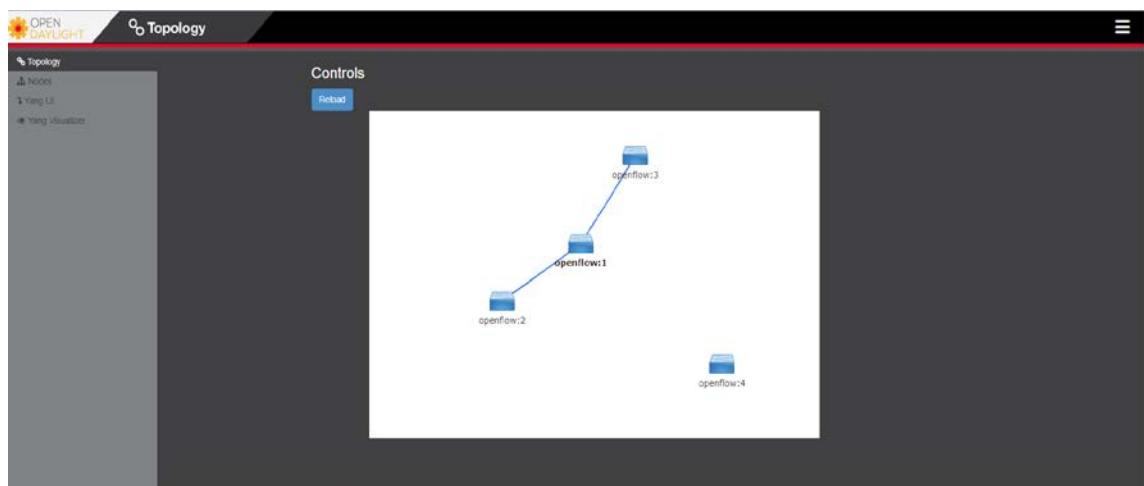 OPEN
DAYLIGHT
Topology
Topology
Nodes
Yang UI
Yang Visualizer
Controls
Reload
openflow:3
openflow:1
openflow:2
openflow:4